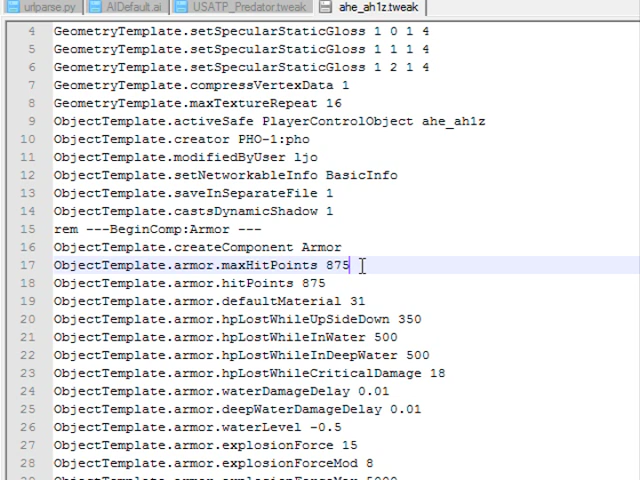 urlparse.py AIDefault.ai USATP_Predator.tweak ahe_ah1z.tweak
4 GeometryTemplate.setSpecularStaticGloss 1 0 1 4
5 GeometryTemplate.setSpecularStaticGloss 1 1 1 4
6 GeometryTemplate.setSpecularStaticGloss 1 2 1 4
7 GeometryTemplate.compressVertexData 1
8 GeometryTemplate.maxTextureRepeat 16
9 ObjectTemplate.activeSafe PlayerControlObject ahe_ah1z
10 ObjectTemplate.creator PHO-1:pho
11 ObjectTemplate.modifiedByUser ljo
12 ObjectTemplate.setNetworkableInfo BasicInfo
13 ObjectTemplate.saveInSeparateFile 1
14 ObjectTemplate.castsDynamicShadow 1
15 rem ---BeginComp:Armor ---
16 ObjectTemplate.createComponent Armor
17 ObjectTemplate.armor.maxHitPoints 875
18 ObjectTemplate.armor.hitPoints 875
19 ObjectTemplate.armor.defaultMaterial 31
20 ObjectTemplate.armor.hpLostWhileUpSideDown 350
21 ObjectTemplate.armor.hpLostWhileInWater 500
22 ObjectTemplate.armor.hpLostWhileInDeepWater 500
23 ObjectTemplate.armor.hpLostWhileCriticalDamage 18
24 ObjectTemplate.armor.waterDamageDelay 0.01
25 ObjectTemplate.armor.deepWaterDamageDelay 0.01
26 ObjectTemplate.armor.waterLevel -0.5
27 ObjectTemplate.armor.explosionForce 15
28 ObjectTemplate.armor.explosionForceMod 8
29 ObjectTemplate.armor.explosionForceMax 5000